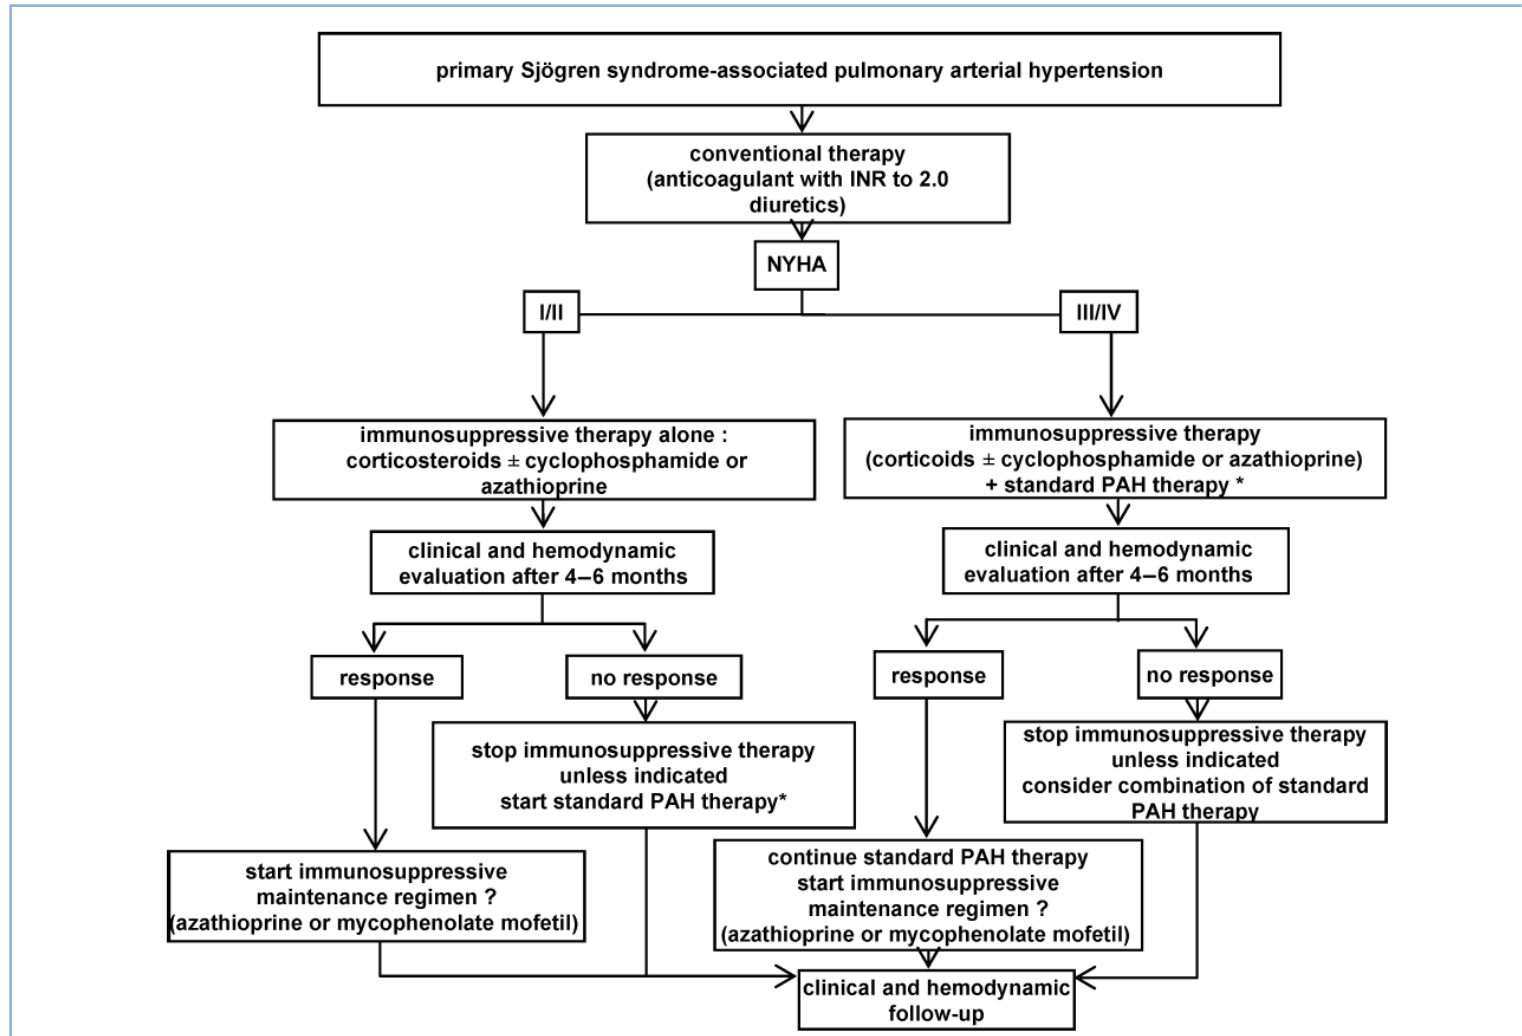 primary Sjögren syndrome-associated pulmonary arterial hypertension
conventional therapy
(anticoagulant with INR to 2.0
diuretics)
NYHA
I/II
III/IV
immunosuppressive therapy alone :
corticosteroids ± cyclophosphamide or
azathioprine
immunosuppressive therapy
(corticoids ± cyclophosphamide or azathioprine)
+ standard PAH therapy *
clinical and hemodynamic
evaluation after 4–6 months
clinical and hemodynamic
evaluation after 4–6 months
response
no response
response
no response
stop immunosuppressive therapy
unless indicated
start standard PAH therapy*
stop immunosuppressive therapy
unless indicated
consider combination of standard
PAH therapy
start immunosuppressive
maintenance regimen ?
(azathioprine or mycophenolate mofetil)
continue standard PAH therapy
start immunosuppressive
maintenance regimen ?
(azathioprine or mycophenolate mofetil)
clinical and hemodynamic
follow-up